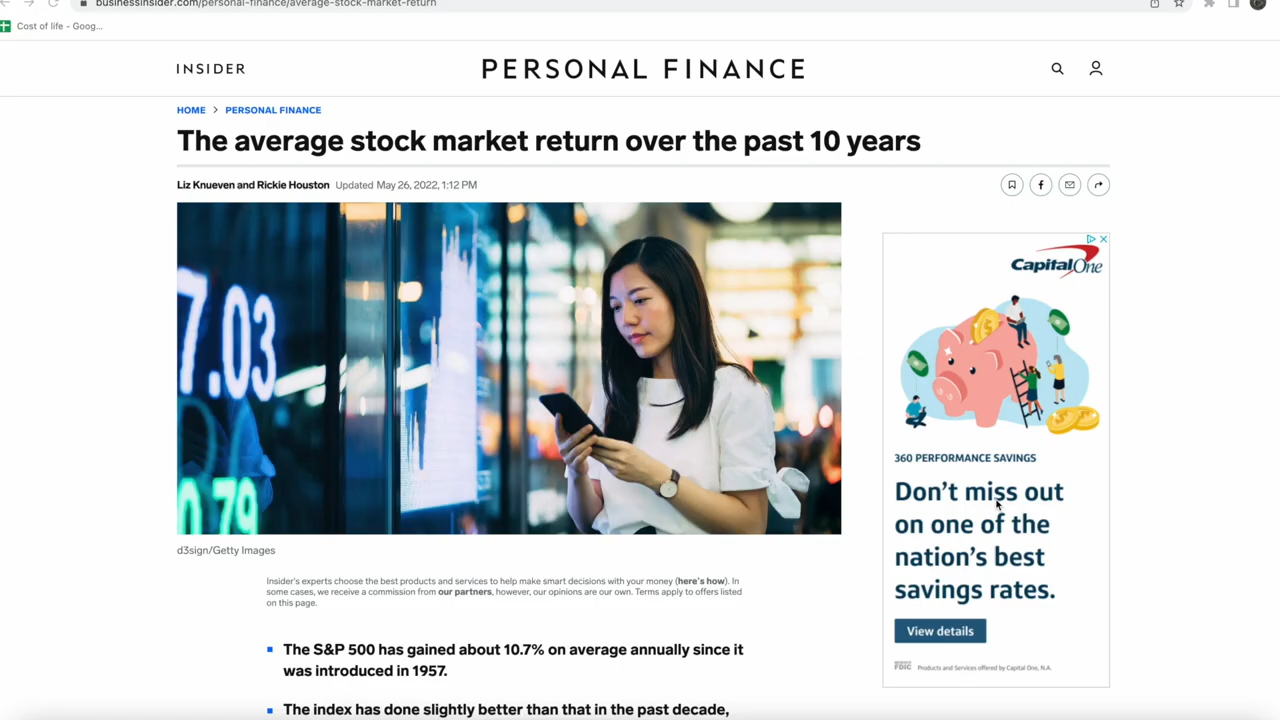 businessinsider.com/personal-finance/average-stock-market-return
Cost of life - Goog...
INSIDER
PERSONAL FINANCE
HOME > PERSONAL FINANCE
The average stock market return over the past 10 years
Liz Knueven and Rickie Houston Updated May 26, 2022, 1:12 PM
7.03
0.79
d3sign/Getty Images
Insider's experts choose the best products and services to help make smart decisions with your money (here's how). In
some cases, we receive a commission from our partners, however, our opinions are our own. Terms apply to offers listed
on this page.
The S&P 500 has gained about 10.7% on average annually since it
was introduced in 1957.
The index has done slightly better than that in the past decade,
Capital One
360 PERFORMANCE SAVINGS
Don't miss out
on one of the
nation's best
savings rates.
View details
FDIC Products and Services offered by Capital One, N.A.